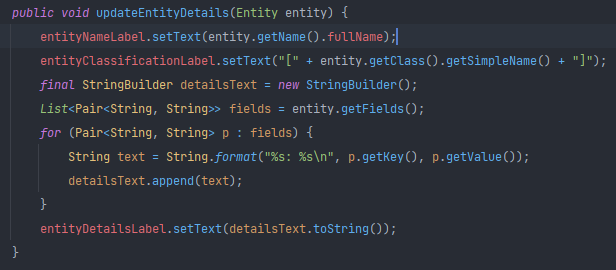 public void updateEntityDetails(Entity entity) {
entityNameLabel.setText(entity.getName().fullName);
entityClassificationLabel.setText("[" + entity.getClass().getSimpleName() + "]");
final StringBuilder detailsText = new StringBuilder();
List<Pair<String, String>> fields = entity.getFields();
for (Pair<String, String> p : fields) {
String text = String.format("%s: %s\n", p.getKey(), p.getValue());
detailsText.append(text);
}
entityDetailsLabel.setText(detailsText.toString());
}